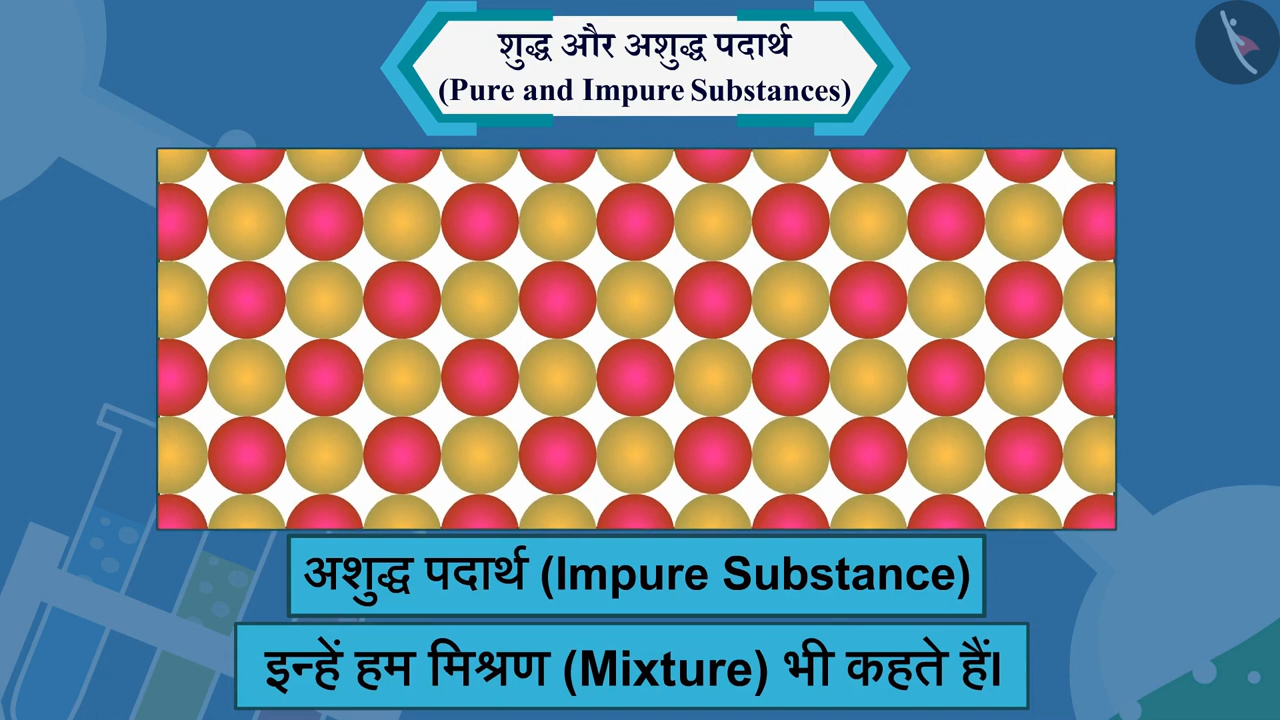 शुद्ध और अशुद्ध पदार्थ
(Pure and Impure Substances)
अशुद्ध पदार्थ (Impure Substance)
इन्हें हम मिश्रण (Mixture) भी कहते हैं।